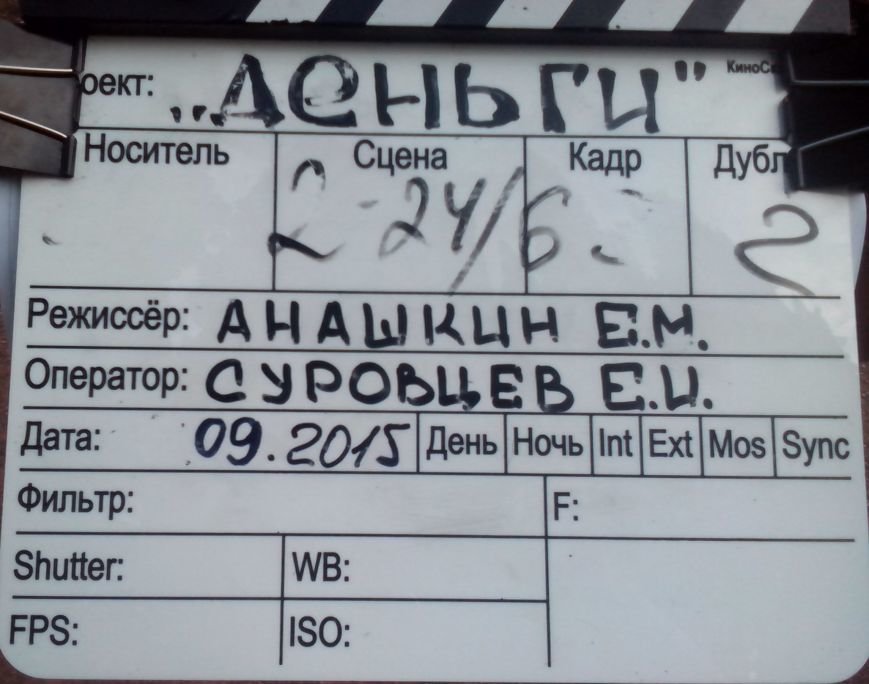 оект: „ДЕНЬГИ"
Носитель Сцена Кадр Дубл
2-24/6 2
Режиссёр: АНАШКИН Е.М.
Оператор: СУРОВЦЕВ Е.И.
Дата: 09.2015 День Ночь Int Ext Mos Sync
Фильтр: F:
Shutter: WB:
FPS: ISO: